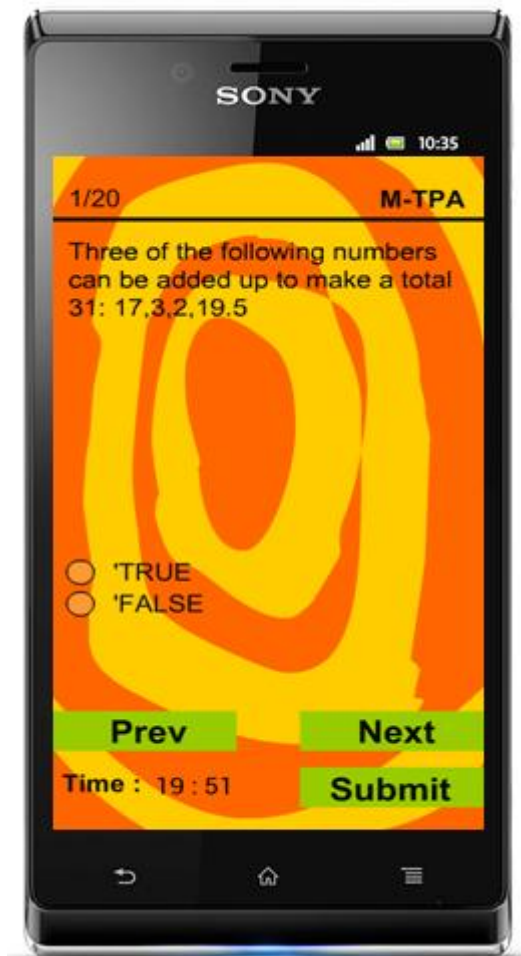 SONY
10:35
1/20 M-TPA
Three of the following numbers
can be added up to make a total
31: 17,3,2,19.5
'TRUE
'FALSE
Prev Next
Time : 19 : 51 Submit